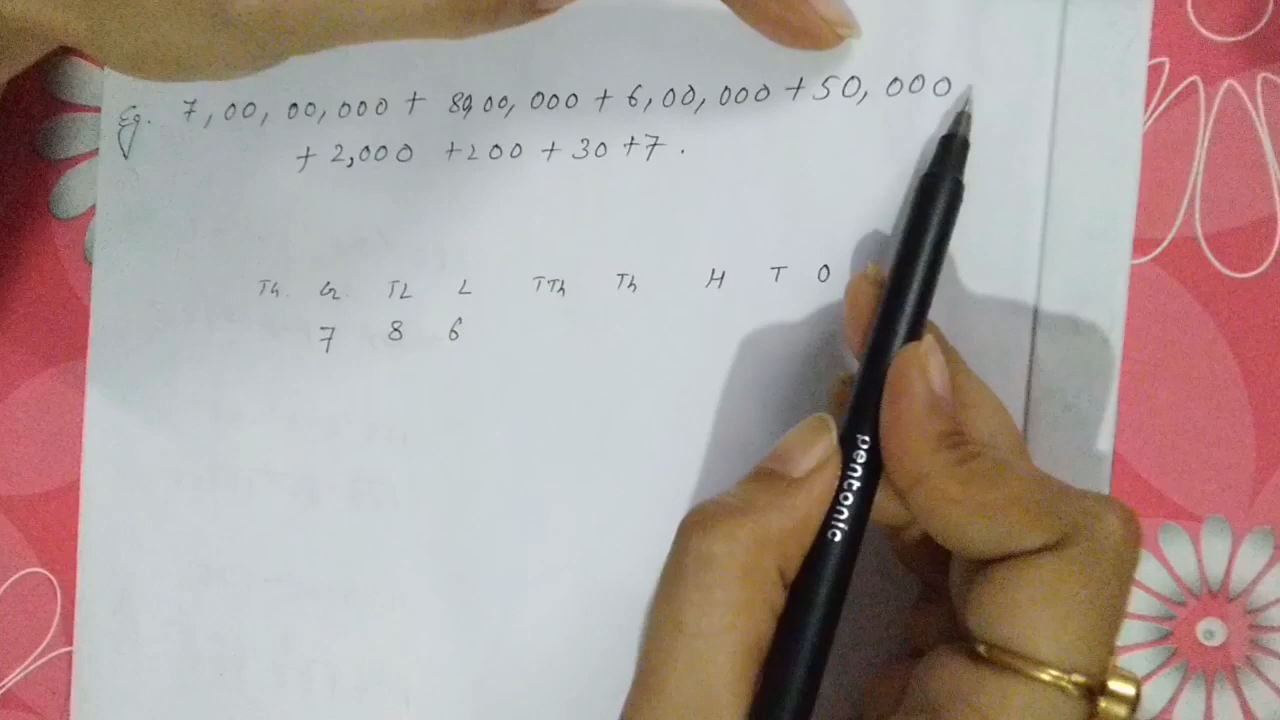 Eg. 7,00,00,000 + 80,00,000 + 6,00,000 + 50,000
+ 2,000 + 200 + 30 + 7.
Th. Cr. TL L TTh Th H T O
7 8 6
pentonic